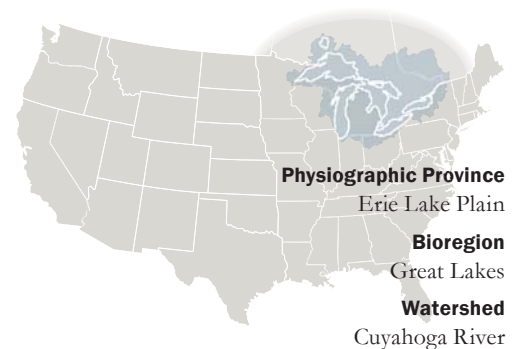 Physiographic Province
Erie Lake Plain
Bioregion
Great Lakes
Watershed
Cuyahoga River